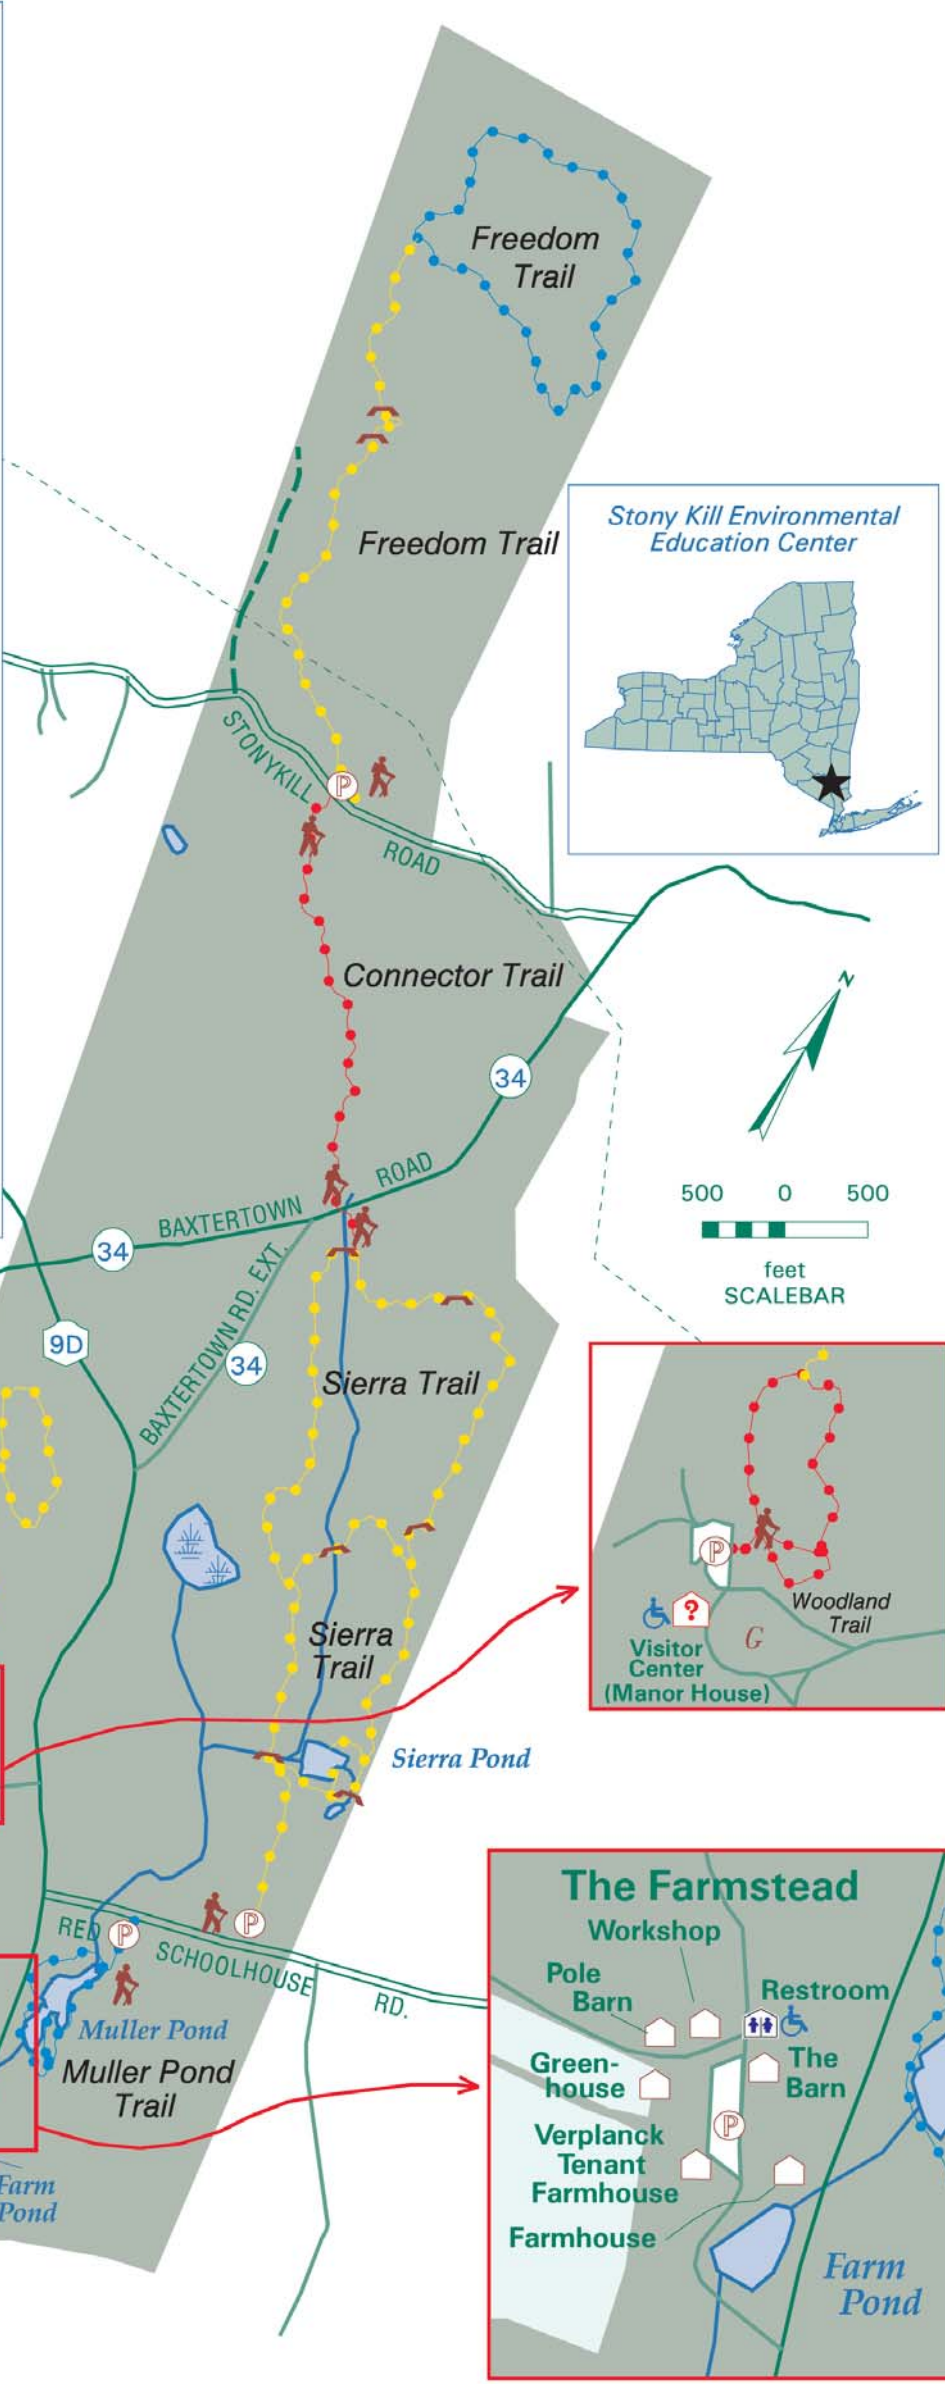 Freedom
Trail
Freedom Trail
Stony Kill Environmental
Education Center
STONYKILL
P
ROAD
Connector Trail
N
34
ROAD
BAXTERTOWN
34
BAXTERTOWN RD. EXT.
34
9D
500 0 500
feet
SCALEBAR
Sierra Trail
P
Woodland
Trail
?
G
Visitor
Center
(Manor House)
Sierra
Trail
Sierra Pond
RED
P
P
SCHOOLHOUSE
RD.
Muller Pond
Muller Pond
Trail
Farm
Pond
The Farmstead
Workshop
Pole
Barn
Restroom
Green-
house
The
Barn
P
Verplanck
Tenant
Farmhouse
Farmhouse
Farm
Pond